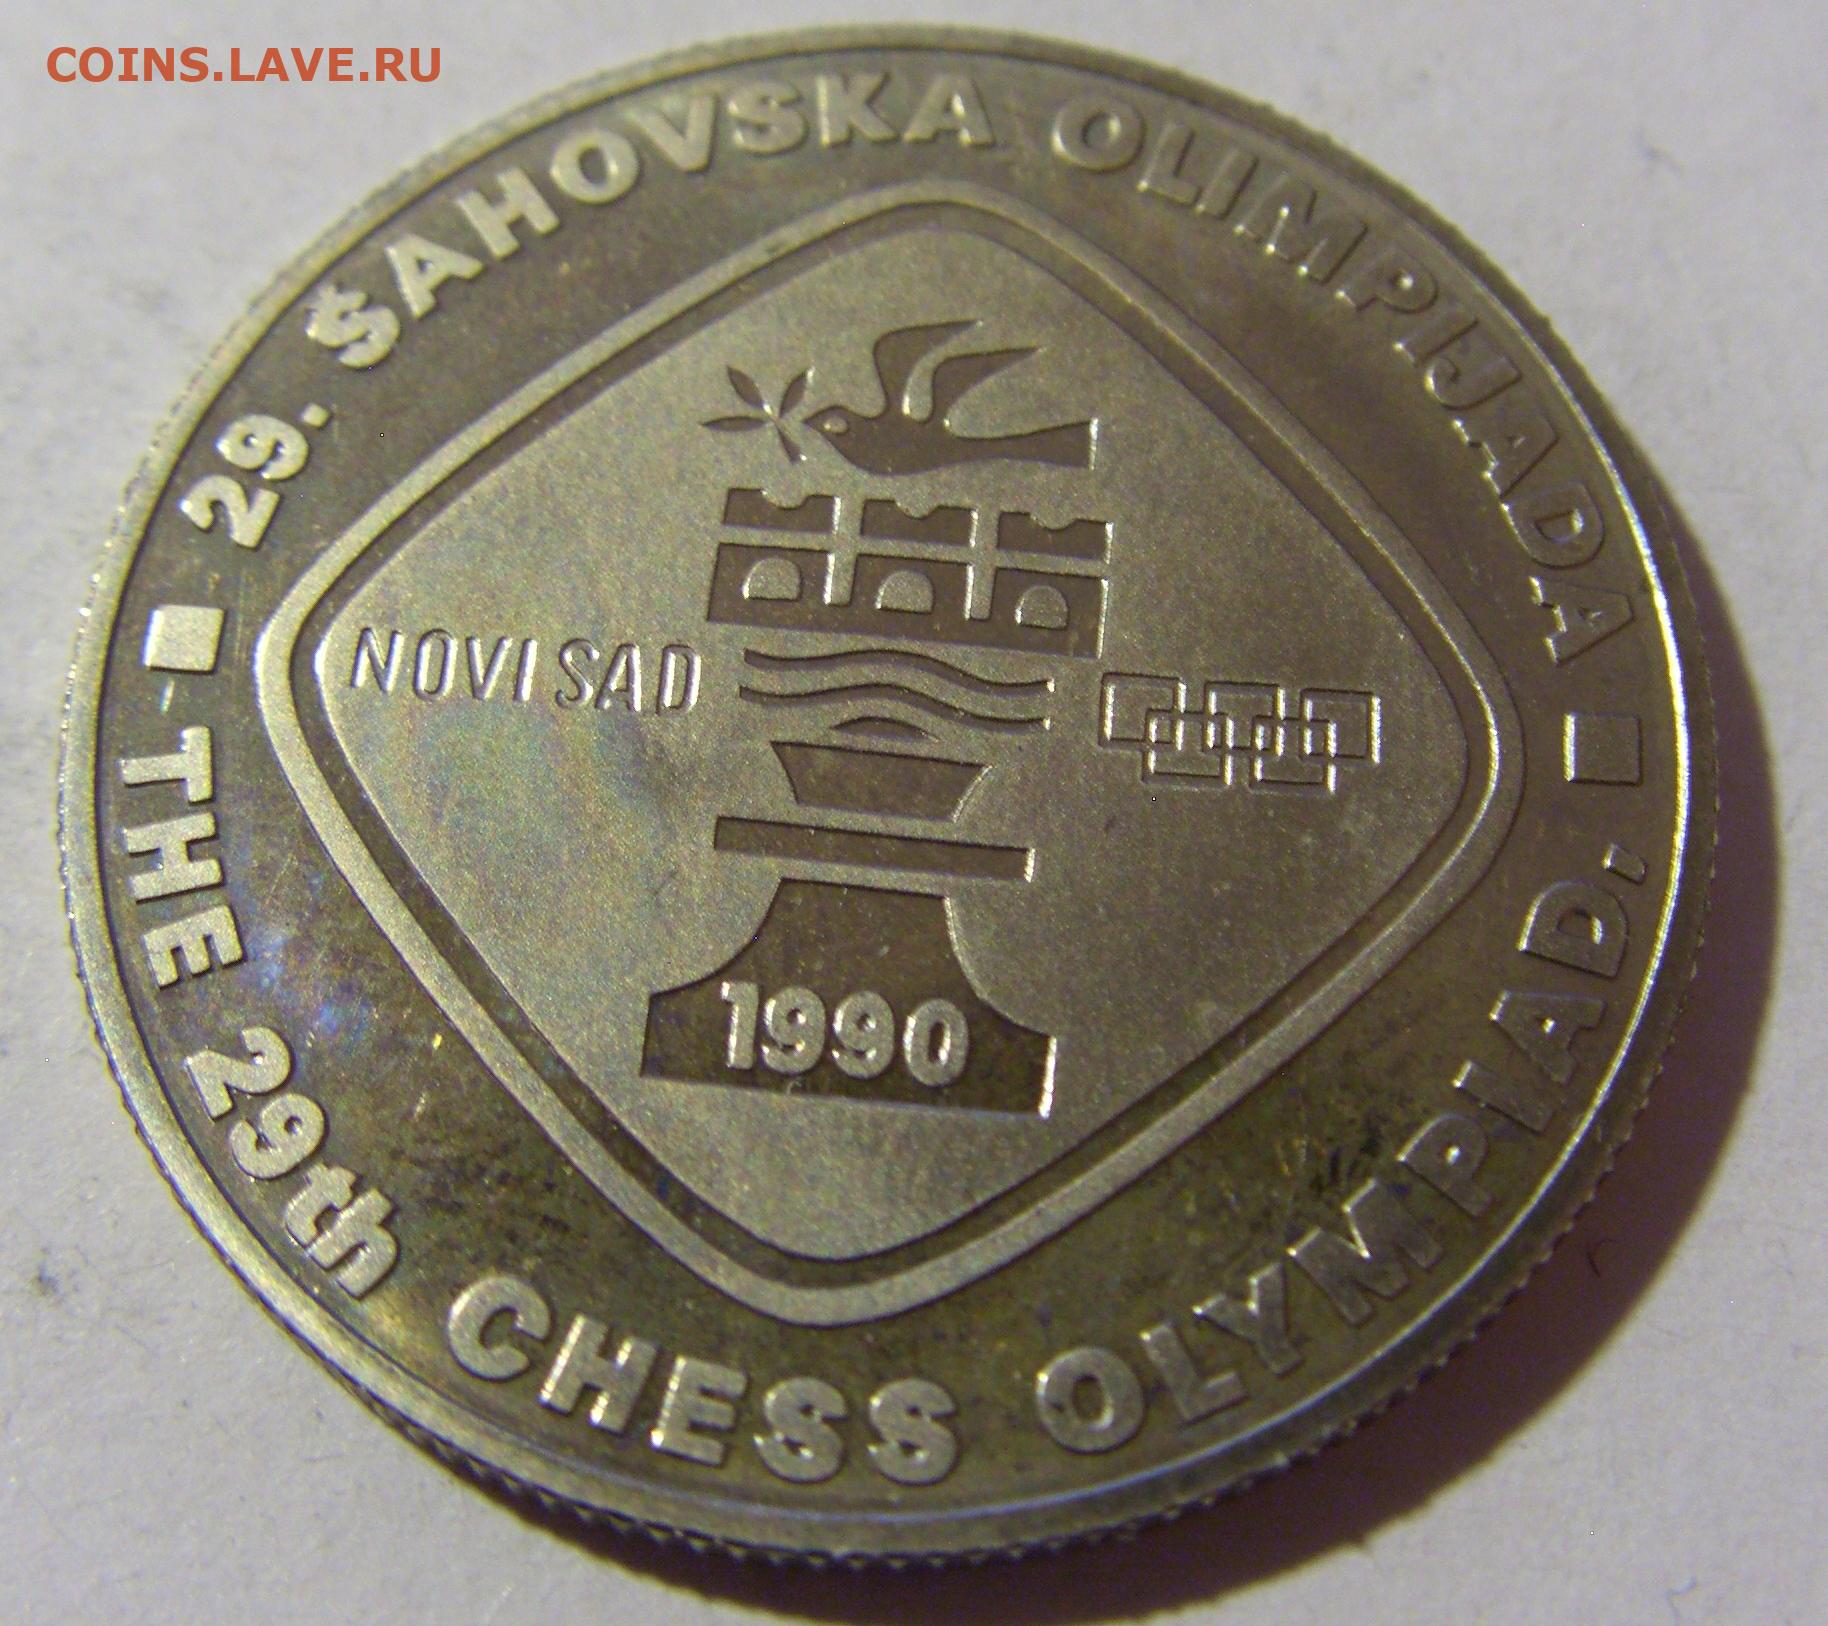 COINS.LAVE.RU
29. ŠAHOVSKA OLIMPIJADA
NOVI SAD
1990
THE 29th CHESS OLYMPIAD,